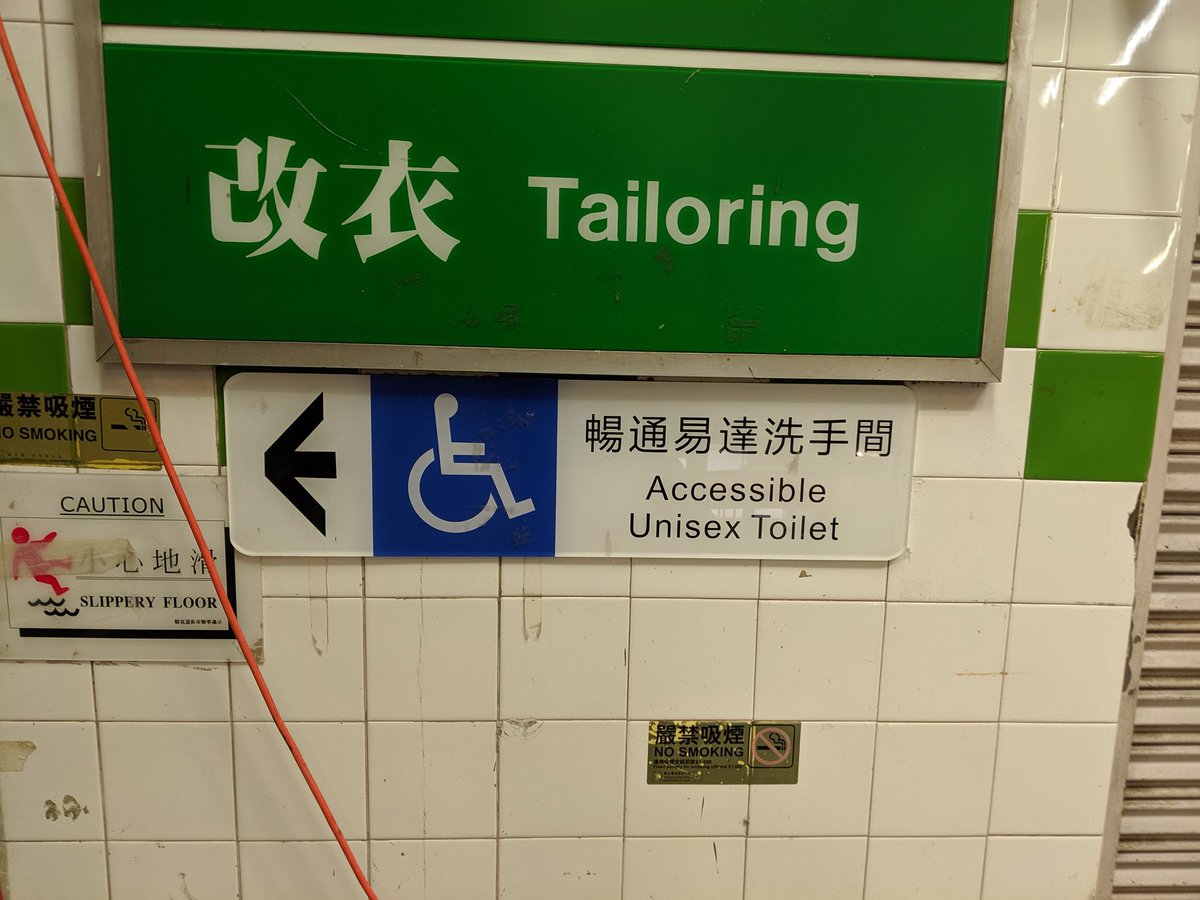 改衣 Tailoring
暢通易達洗手間
Accessible
Unisex Toilet
嚴禁吸煙
NO SMOKING
CAUTION
小心地滑
SLIPPERY FLOOR
嚴禁吸煙
NO SMOKING